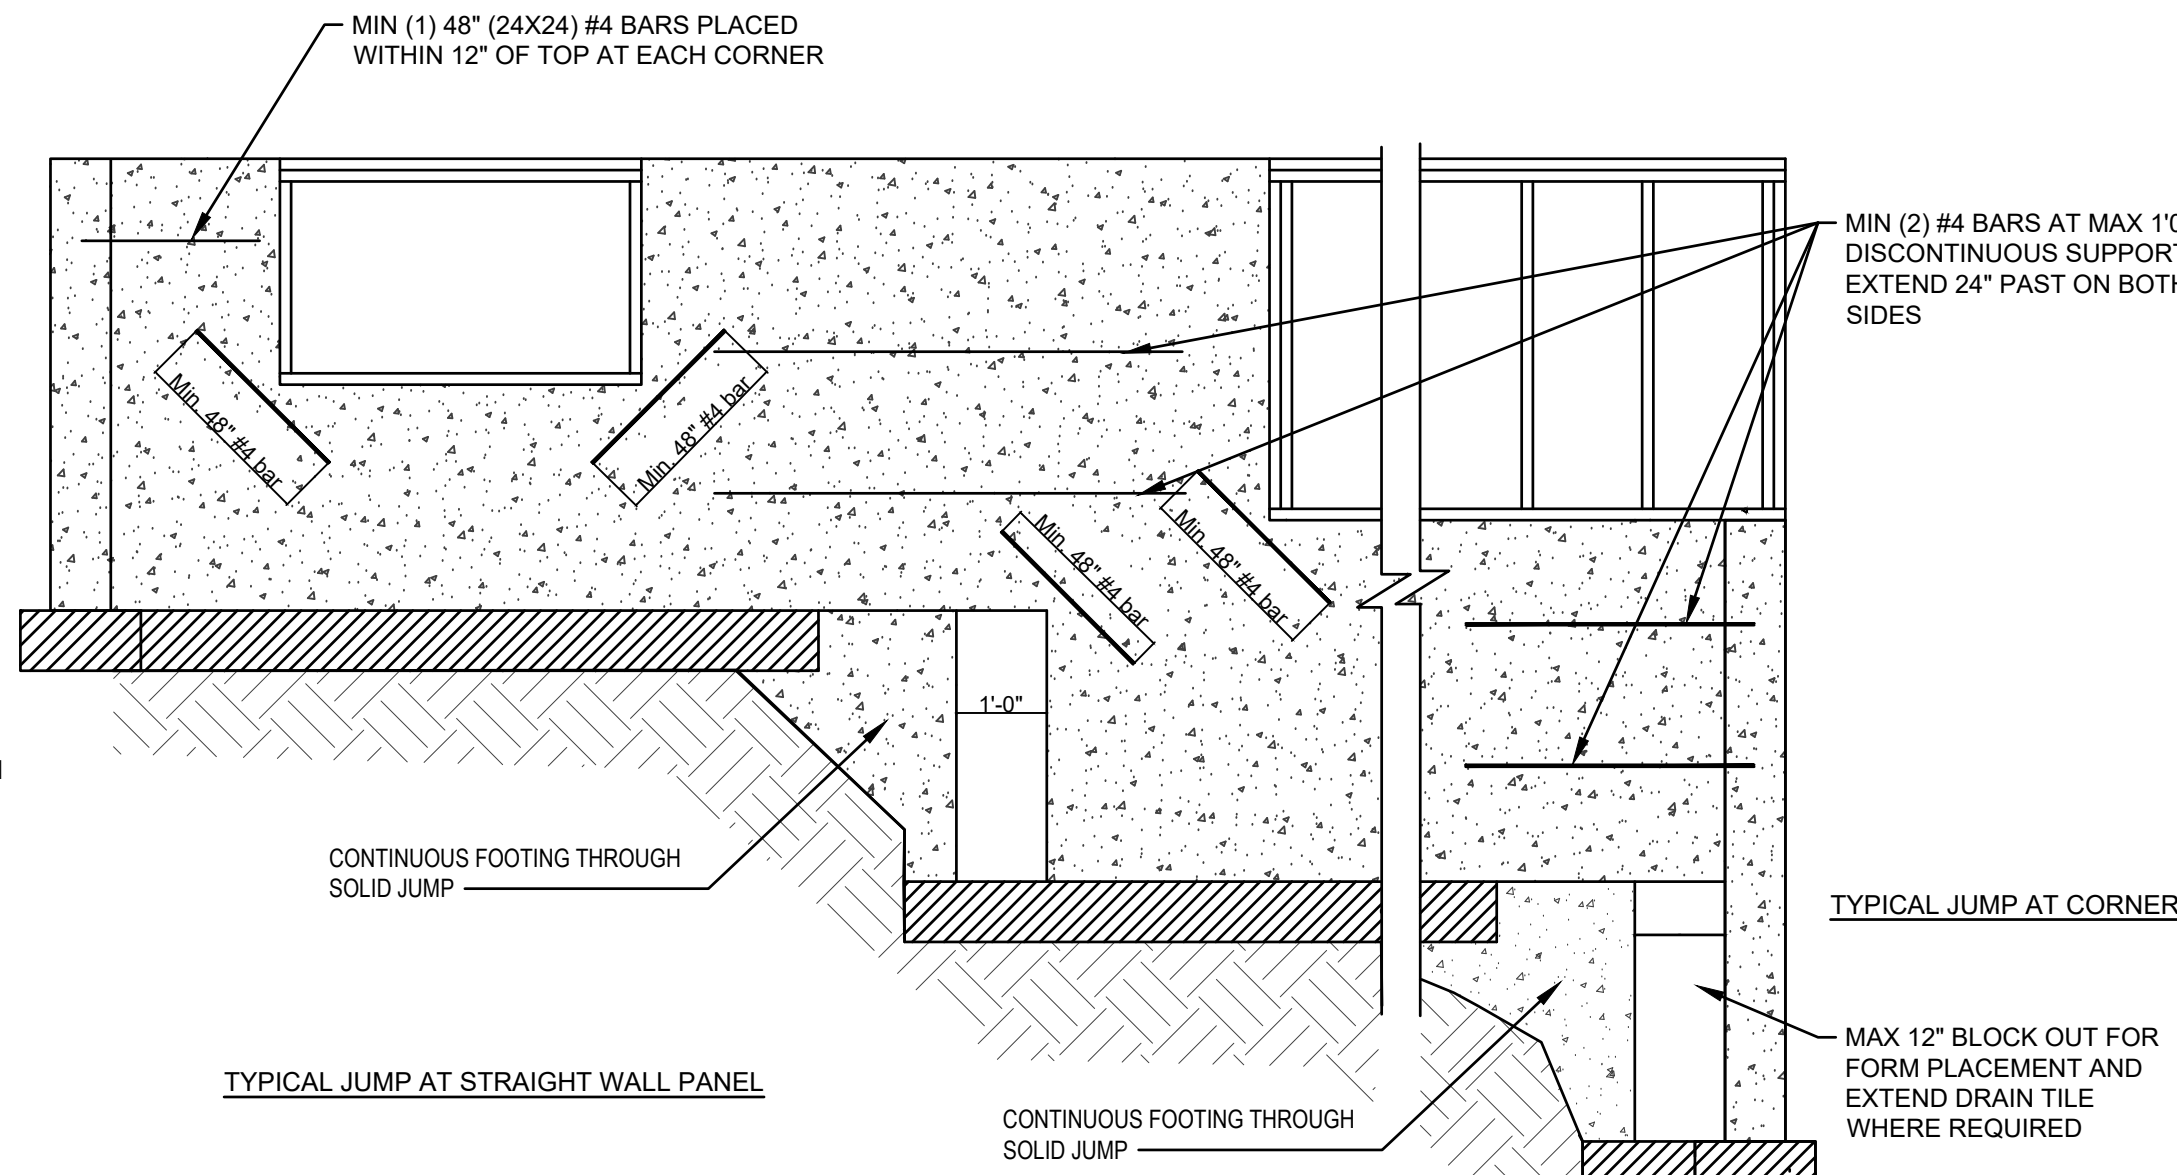 MIN (1) 48" (24X24) #4 BARS PLACED
WITHIN 12" OF TOP AT EACH CORNER
MIN (2) #4 BARS AT MAX
DISCONTINUOUS
EXTEND 24" PAST ON
SIDES
Min. 48" #4 bar
Min. 48" #4 bar
Min. 48" #4 bar
Min. 48" #4 bar
1'-0"
CONTINUOUS FOOTING THROUGH
SOLID JUMP
TYPICAL JUMP AT CORNER
TYPICAL JUMP AT STRAIGHT WALL PANEL
MAX 12" BLOCK OUT FOR
FORM PLACEMENT AND
EXTEND DRAIN TILE
WHERE REQUIRED
CONTINUOUS FOOTING THROUGH
SOLID JUMP